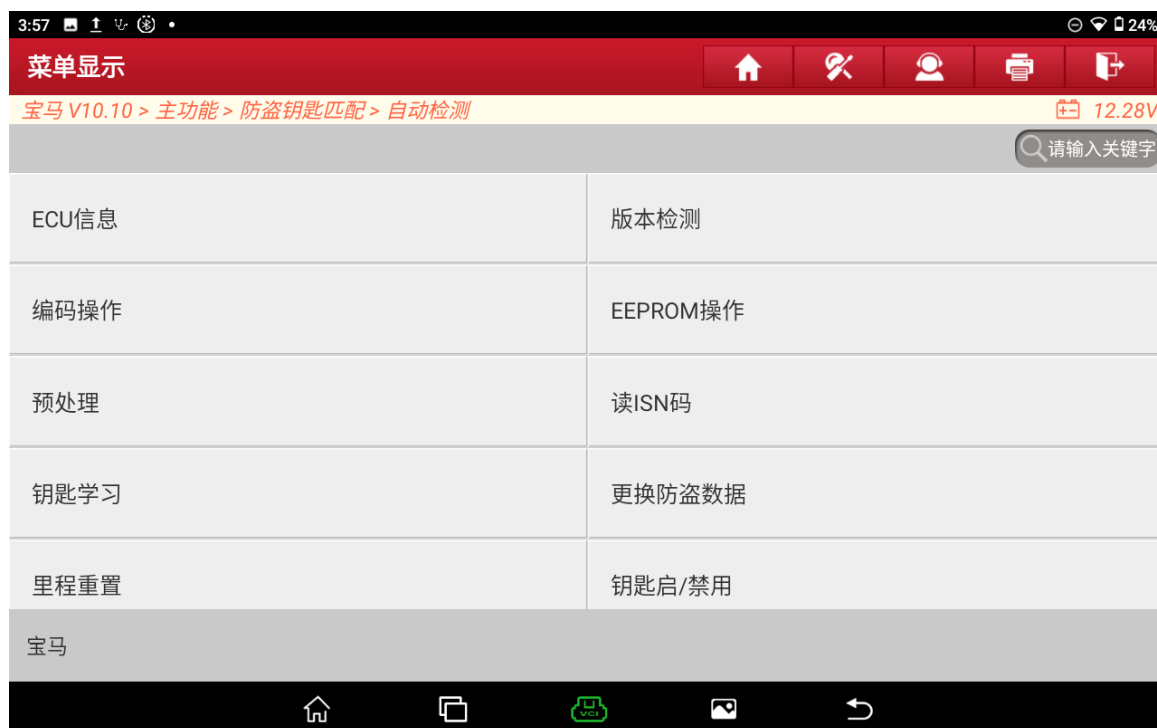 3:57 24%
菜单显示
宝马 V10.10 > 主功能 > 防盗钥匙匹配 > 自动检测 12.28V
请输入关键字
ECU信息 版本检测
编码操作 EEPROM操作
预处理 读ISN码
钥匙学习 更换防盗数据
里程重置 钥匙启/禁用
宝马
VCI